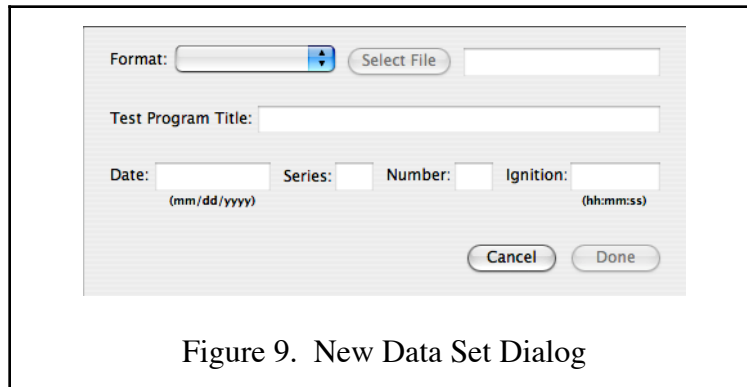 Format: Select File
Test Program Title:
Date: Series: Number: Ignition:
(mm/dd/yyyy) (hh:mm:ss)
Cancel Done
Figure 9. New Data Set Dialog